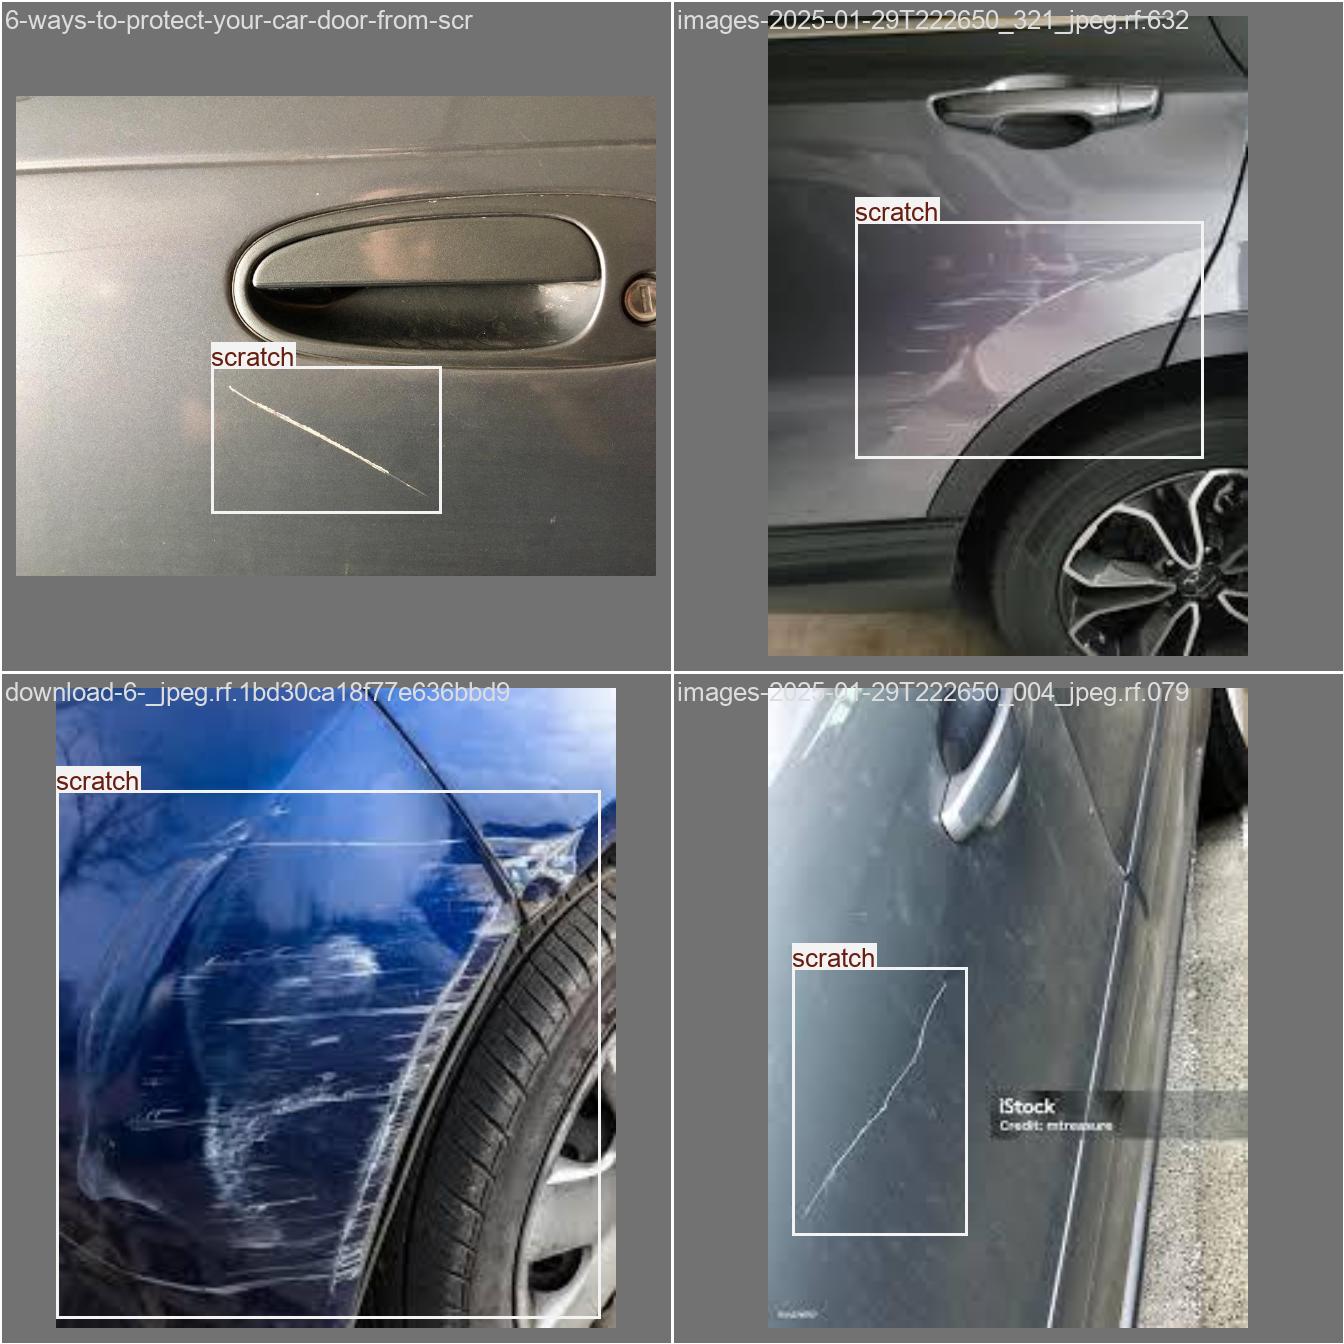 6-ways-to-protect-your-car-door-from-scr
images-2025-01-29T222650_321_jpeg.rf.632
scratch
scratch
download-6-_jpeg.rf.1bd30ca18f77e636bbd9
images-2025-01-29T222650_004_jpeg.rf.079
scratch
scratch
iStock
Credit: mtreasure